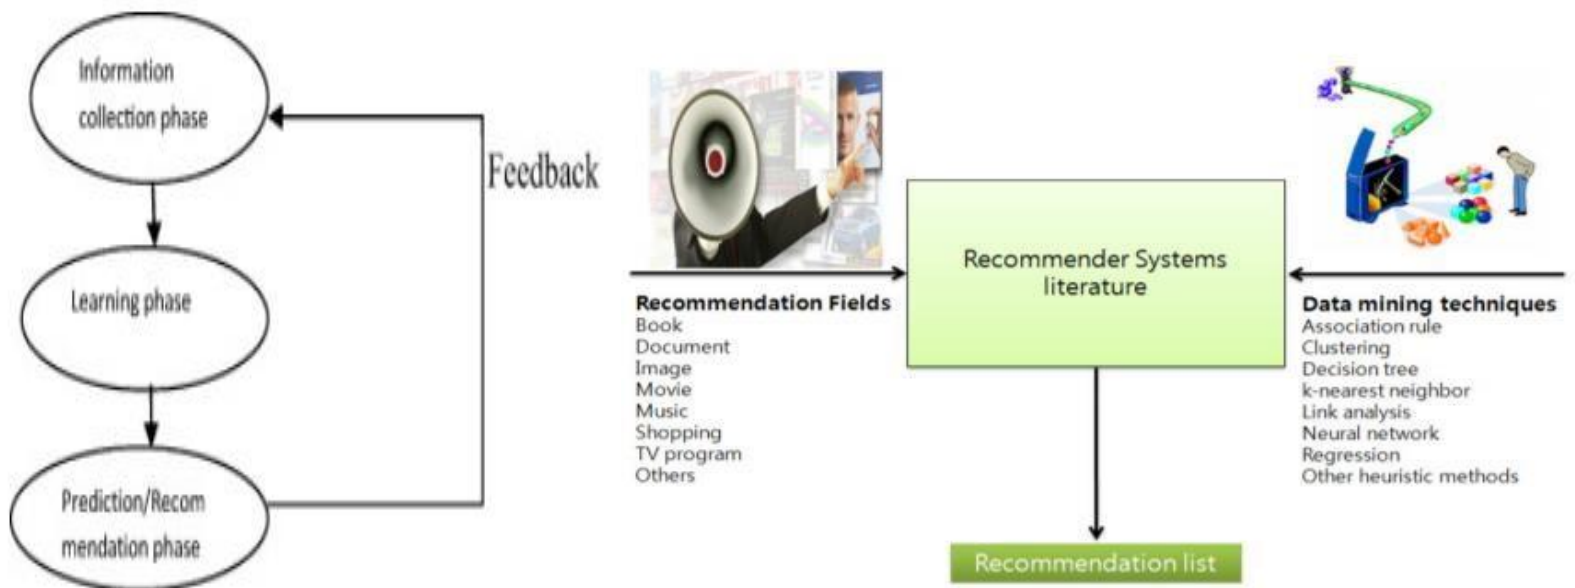 Information
collection phase
Learning phase
Prediction/Recom
mendation phase
Feedback
Recommendation Fields
Book
Document
Image
Movie
Music
Shopping
TV program
Others
Recommender Systems
literature
Data mining techniques
Association rule
Clustering
Decision tree
k-nearest neighbor
Link analysis
Neural network
Regression
Other heuristic methods
Recommendation list